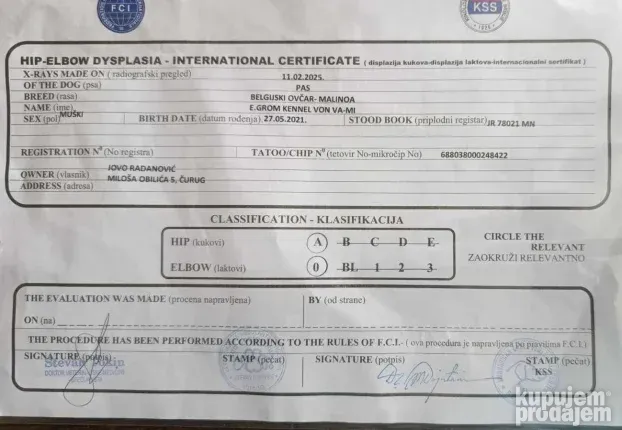 FCI
KSS
HIP-ELBOW DYSPLASIA - INTERNATIONAL CERTIFICATE ( displazija kukova-displazija laktova-internacionalni sertifikat )
X-RAYS MADE ON ( radiografski pregled) 11.02.2025.
OF THE DOG (psa) PAS
BREED (rasa) BELGIJSKI OVČAR- MALINOA
NAME (ime) E.GROM KENNEL VON VA-MI
SEX (pol) MUŠKI BIRTH DATE (datum rođenja) 27.05.2021. STOOD BOOK (priplodni registar) JR 78021 MN
REGISTRATION Nº (No registra) TATOO/CHIP Nº (tetovir No-mikročip No) 688038000248422
OWNER (vlasnik) JOVO RADANOVIĆ
ADDRESS (adresa) MILOŠA OBILIĆA 5, ČURUG
CLASSIFICATION - KLASIFIKACIJA
HIP (kukovi) A B C D E
ELBOW (laktovi) 0 BL 1 2 3
CIRCLE THE RELEVANT
ZAOKRUŽI RELEVANTNO
THE EVALUATION WAS MADE (procena napravljena) BY (od strane)
ON (na)
THE PROCEDURE HAS BEEN PERFORMED ACCORDING TO THE RULES OF F.C.I.- ( ova procedura je napravljena po pravilima F.C.I.)
SIGNATURE (potpis) STAMP (pečat) SIGNATURE (potpis) STAMP (pečat)
KSS
Stevan
kupujem
prodajem